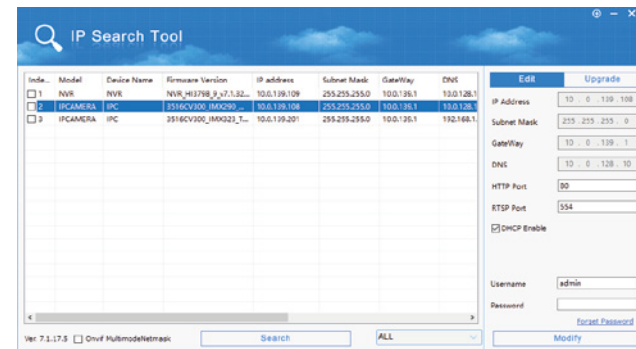 IP Search Tool
Inde... Model Device Name Firmware Version IP address Subnet Mask GateWay DNS
1 NVR NVR NVR_HI3798_9_v7.1.32... 10.0.139.109 255.255.255.0 10.0.139.1 10.0.128.1
2 IPCAMERA IPC 3516CV300_IMX290_... 10.0.139.108 255.255.255.0 10.0.139.1 10.0.128.1
3 IPCAMERA IPC 3516CV300_IMX323_T... 10.0.139.201 255.255.255.0 10.0.139.1 192.168.1.
Edit Upgrade
IP Address 10 . 0 .139 .108
Subnet Mask 255 .255 .255 . 0
GateWay 10 . 0 .139 . 1
DNS 10 . 0 .128 . 10
HTTP Port 80
RTSP Port 554
DHCP Enable
Username admin
Password
Forget Password
Ver: 7.1.17.5 Onvif MultimodeNetmask Search ALL Modify